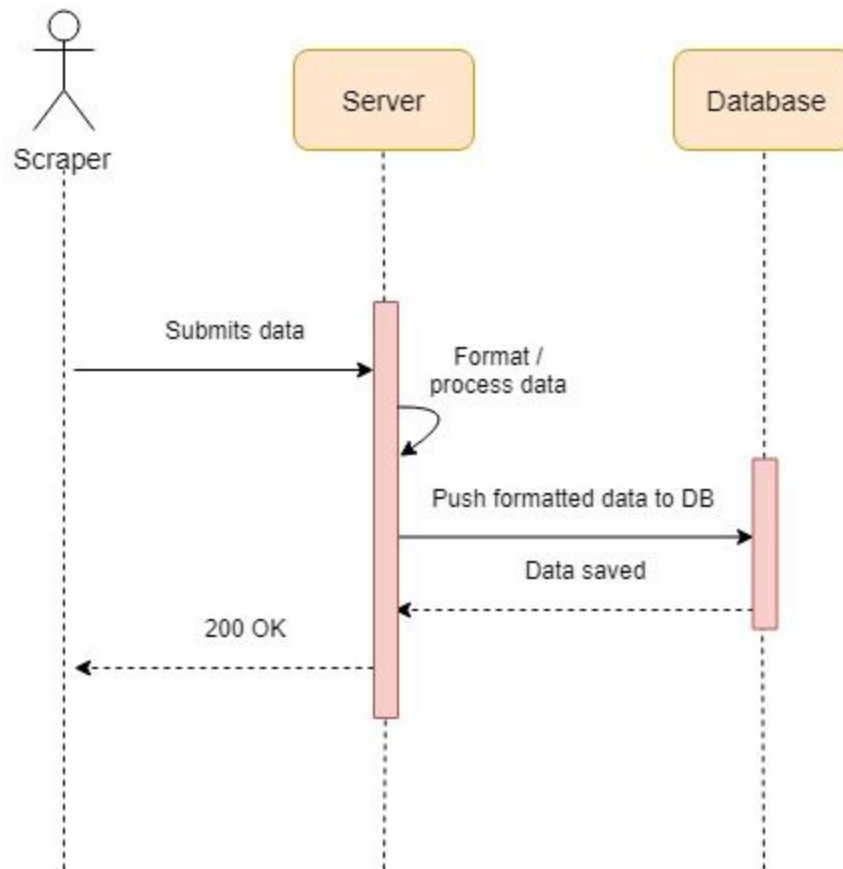 Scraper
Server
Database
Submits data
Format /
process data
Push formatted data to DB
Data saved
200 OK